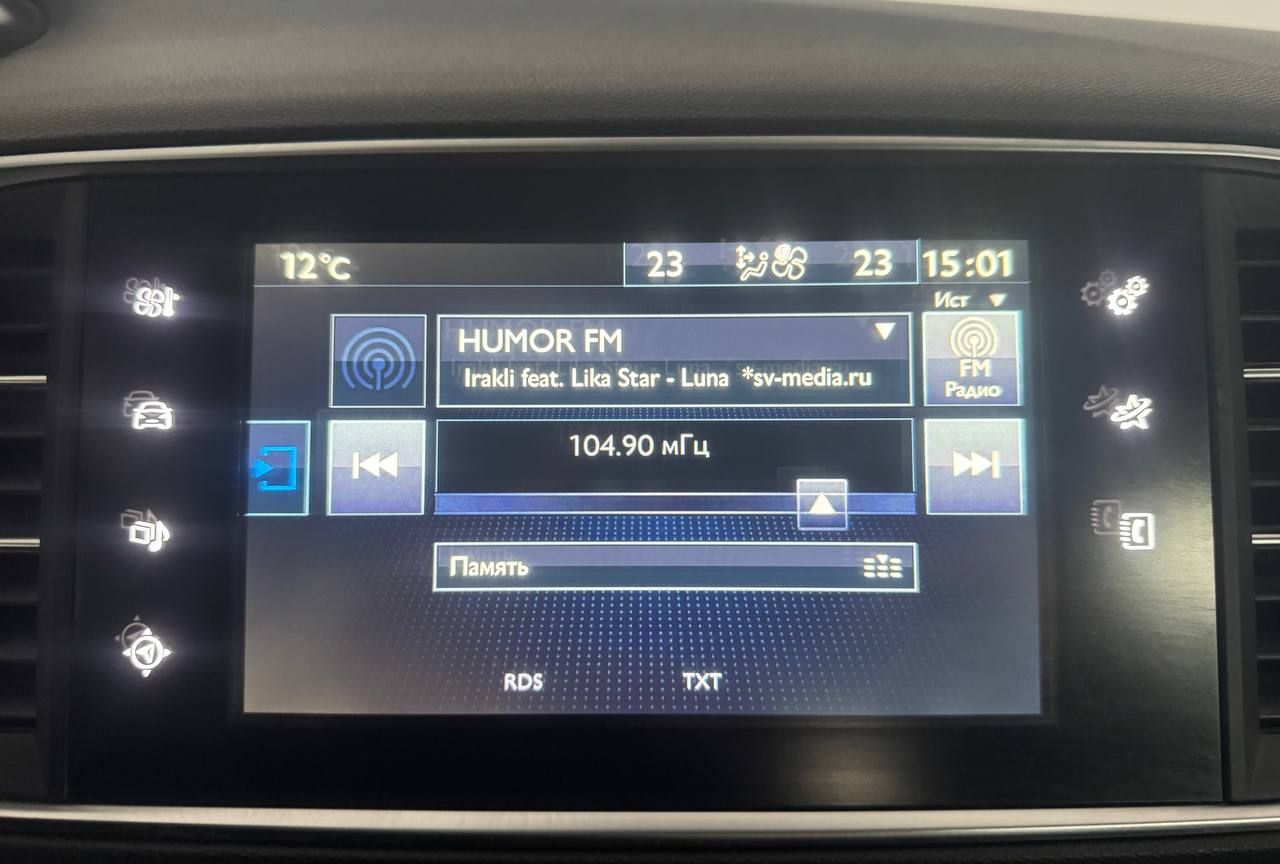 12°C 23 23 15:01
Ист
HUMOR FM
Irakli feat. Lika Star - Luna *sv-media.ru
FM
Радио
104.90 мГц
Память
RDS TXT